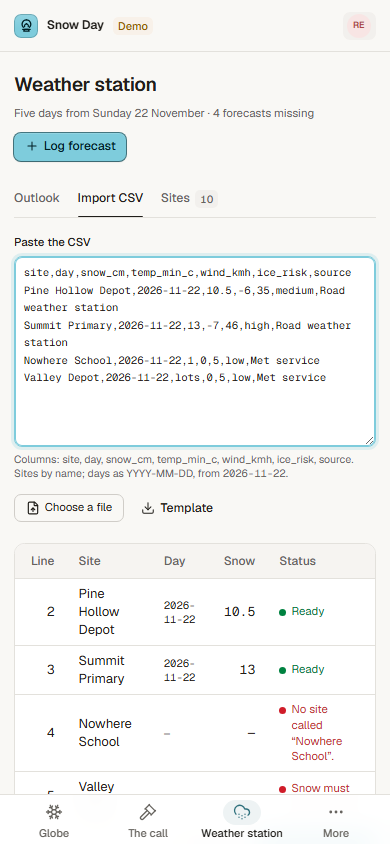 Snow Day Demo RE
Weather station
Five days from Sunday 22 November · 4 forecasts missing
Log forecast
Outlook Import CSV Sites 10
Paste the CSV
site,day,snow_cm,temp_min_c,wind_kmh,ice_risk,source
Pine Hollow Depot,2026-11-22,10.5,-6,35,medium,Road
weather station
Summit Primary,2026-11-22,13,-7,46,high,Road weather
station
Nowhere School,2026-11-22,1,0,5,low,Met service
Valley Depot,2026-11-22,lots,0,5,low,Met service
Columns: site, day, snow_cm, temp_min_c, wind_kmh, ice_risk, source.
Sites by name; days as YYYY-MM-DD, from 2026-11-22.
Choose a file Template
Line Site Day Snow Status
2 Pine Hollow Depot 2026-11-22 10.5 Ready
3 Summit Primary 2026-11-22 13 Ready
4 Nowhere School – – No site called “Nowhere School”.
Valley Snow must
Globe The call Weather station More